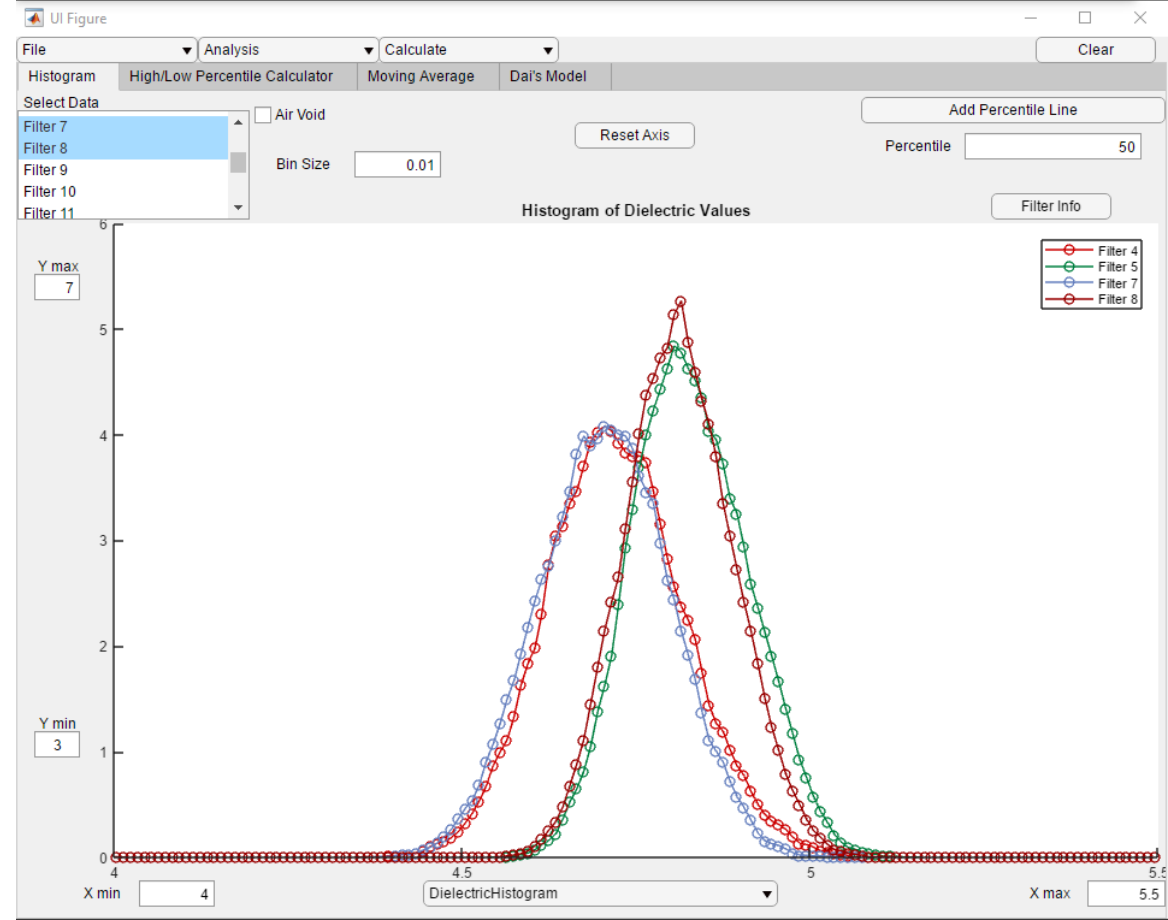 UI Figure
File Analysis Calculate Clear
Histogram High/Low Percentile Calculator Moving Average Dai's Model
Select Data
Filter 7
Filter 8
Filter 9
Filter 10
Filter 11
Air Void
Bin Size 0.01
Reset Axis
Add Percentile Line
Percentile 50
Filter Info
Histogram of Dielectric Values
Y max
7
Y min
3
6
5
4
3
2
1
0
Filter 4
Filter 5
Filter 7
Filter 8
4 4.5 5 5.5
X min 4 DielectricHistogram X max 5.5